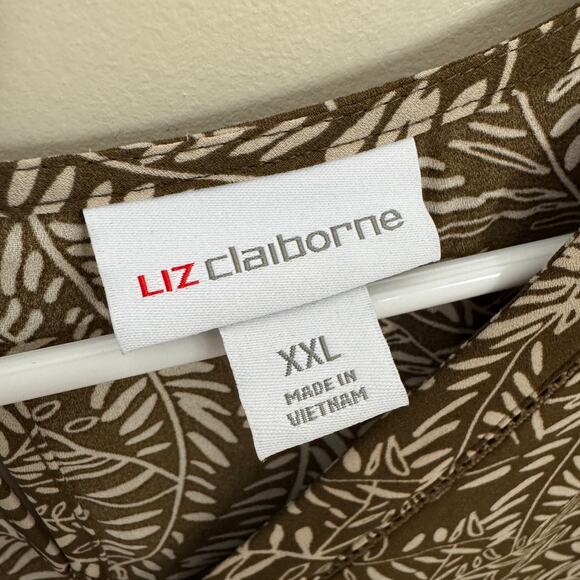 LIZ claiborne
XXL
MADE IN
VIETNAM